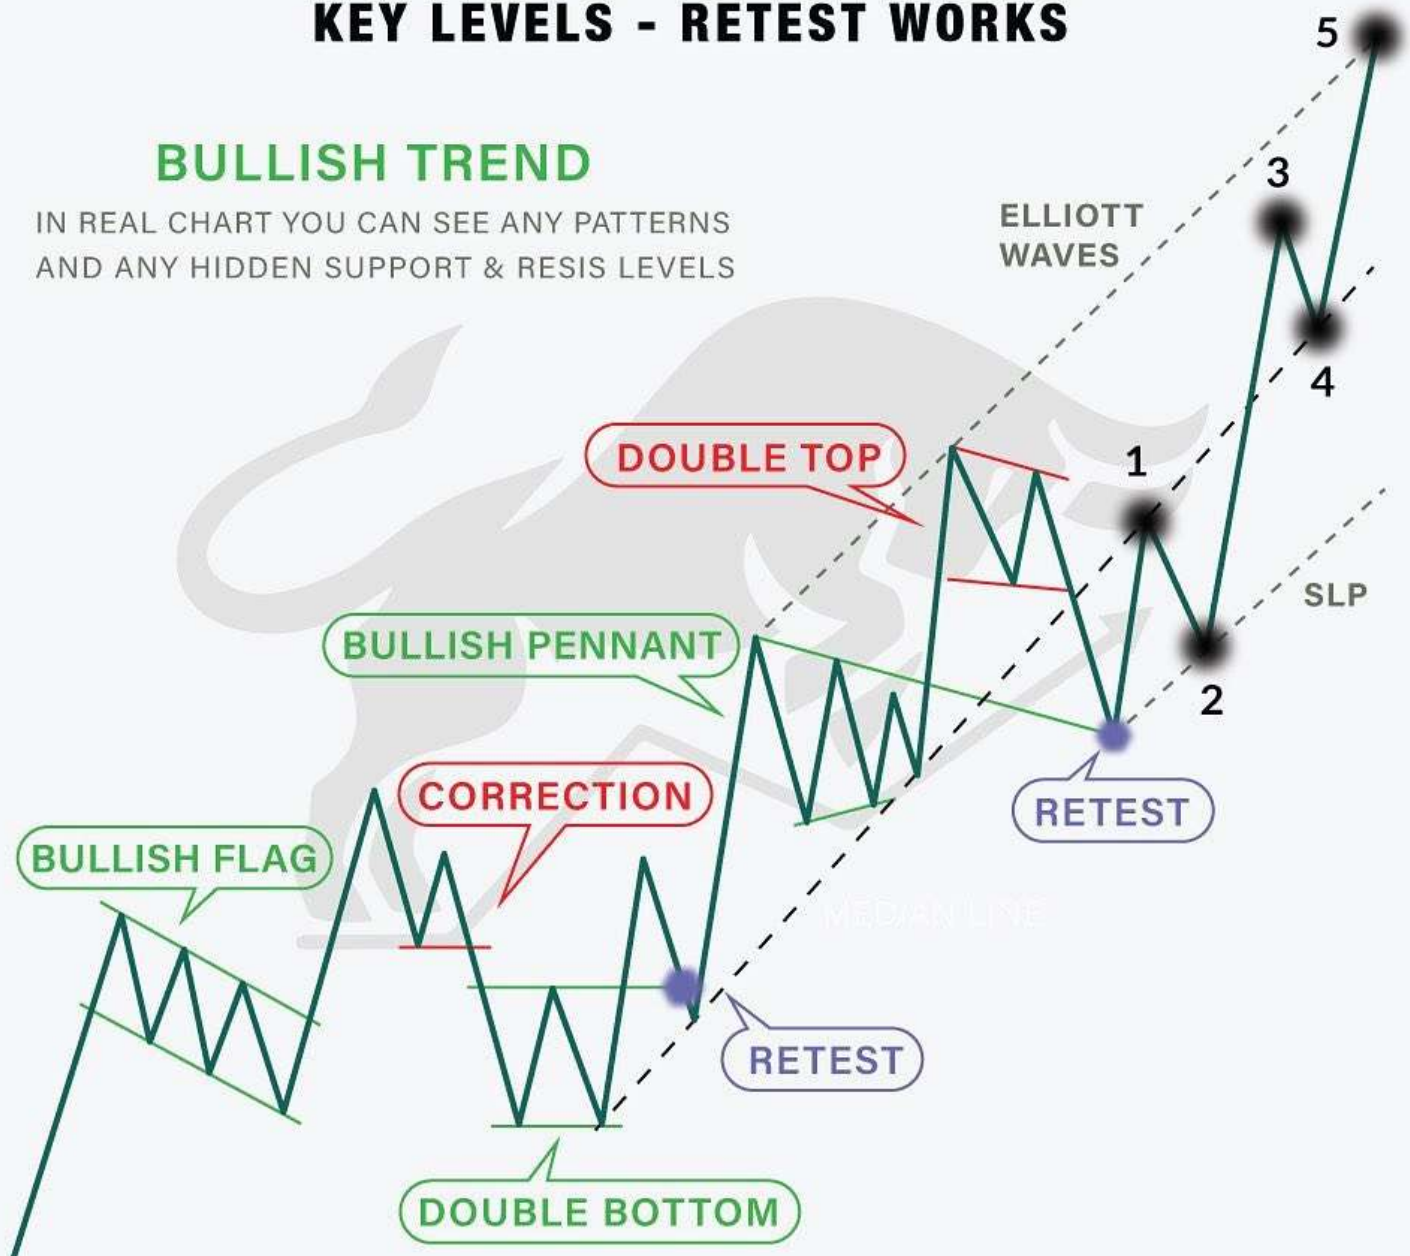 KEY LEVELS - RETEST WORKS
5
BULLISH TREND
IN REAL CHART YOU CAN SEE ANY PATTERNS
AND ANY HIDDEN SUPPORT & RESIS LEVELS
3
ELLIOTT
WAVES
4
DOUBLE TOP
1
SLP
BULLISH PENNANT
2
CORRECTION
RETEST
BULLISH FLAG
MEDIAN LINE
RETEST
DOUBLE BOTTOM